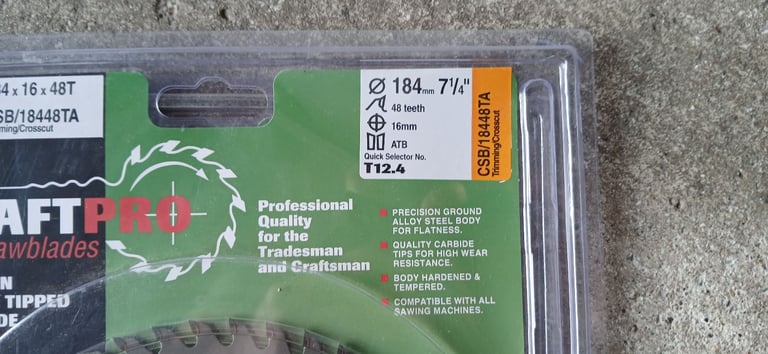 4 x 16 x 48T
SB/18448TA
ming/Crosscut
AFTPRO
awblades
N
TIPPED
DE
Professional
Quality
for the
Tradesman
and Craftsman
Ø 184mm 7¼"
48 teeth
16mm
ATB
Quick Selector No.
T12.4
CSB/18448TA
Trimming/Crosscut
PRECISION GROUND
ALLOY STEEL BODY
FOR FLATNESS.
QUALITY CARBIDE
TIPS FOR HIGH WEAR
RESISTANCE.
BODY HARDENED &
TEMPERED.
COMPATIBLE WITH ALL
SAWING MACHINES.